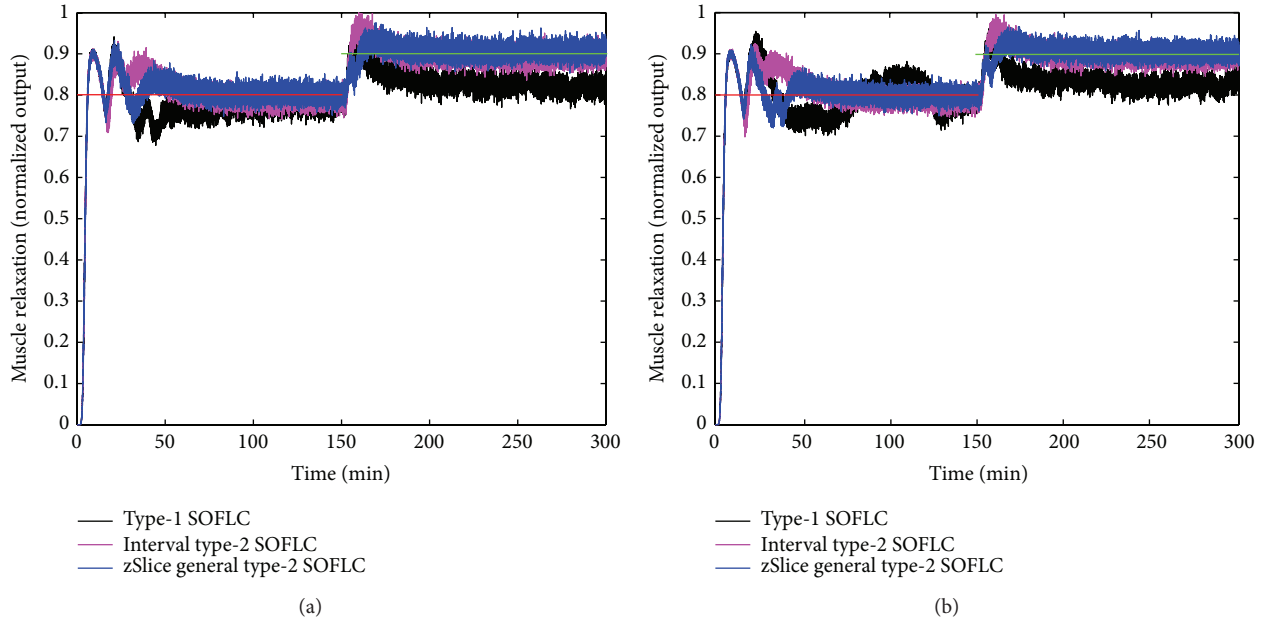 1
0.9
0.8
0.7
0.6
0.5
0.4
0.3
0.2
0.1
0
0 50 100 150 200 250 300
Muscle relaxation (normalized output)
Time (min)
Type-1 SOFLC
Interval type-2 SOFLC
zSlice general type-2 SOFLC
(a)
1
0.9
0.8
0.7
0.6
0.5
0.4
0.3
0.2
0.1
0
0 50 100 150 200 250 300
Muscle relaxation (normalized output)
Time (min)
Type-1 SOFLC
Interval type-2 SOFLC
zSlice general type-2 SOFLC
(b)